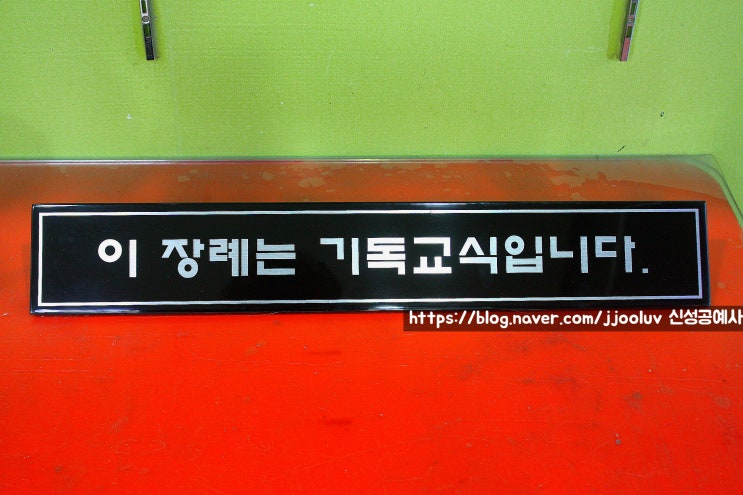 이 장례는 기독교식입니다.
https://blog.naver.com/jjooluv 신성공예사